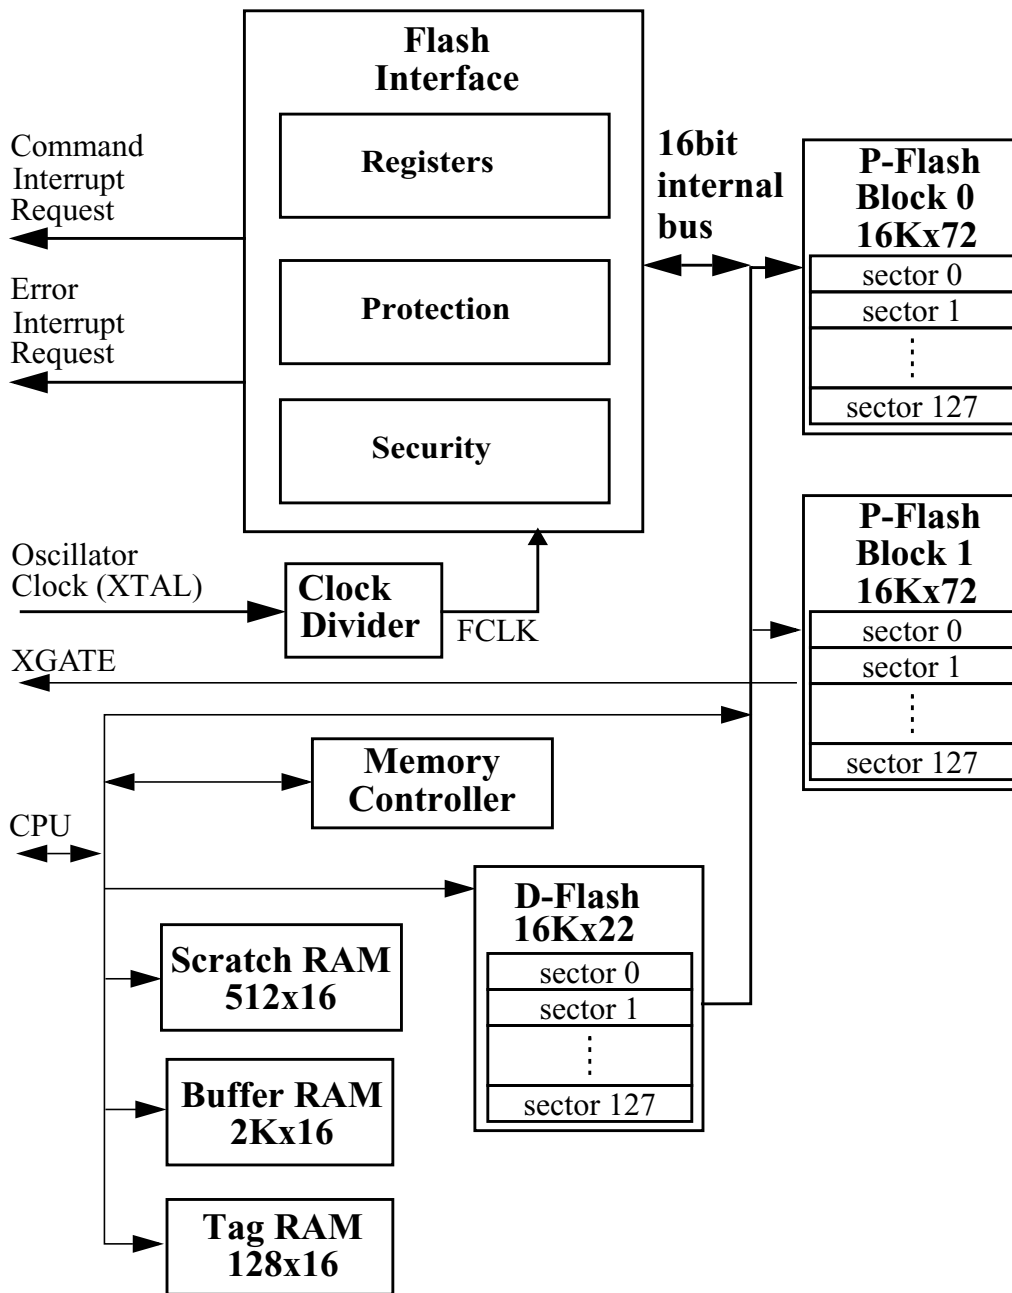 Flash
Interface
Registers
Protection
Security
Command
Interrupt
Request
Error
Interrupt
Request
16bit
internal
bus
P-Flash
Block 0
16Kx72
sector 0
sector 1
sector 127
P-Flash
Block 1
16Kx72
sector 0
sector 1
sector 127
Oscillator
Clock (XTAL)
Clock
Divider
FCLK
XGATE
Memory
Controller
CPU
D-Flash
16Kx22
sector 0
sector 1
sector 127
Scratch RAM
512x16
Buffer RAM
2Kx16
Tag RAM
128x16